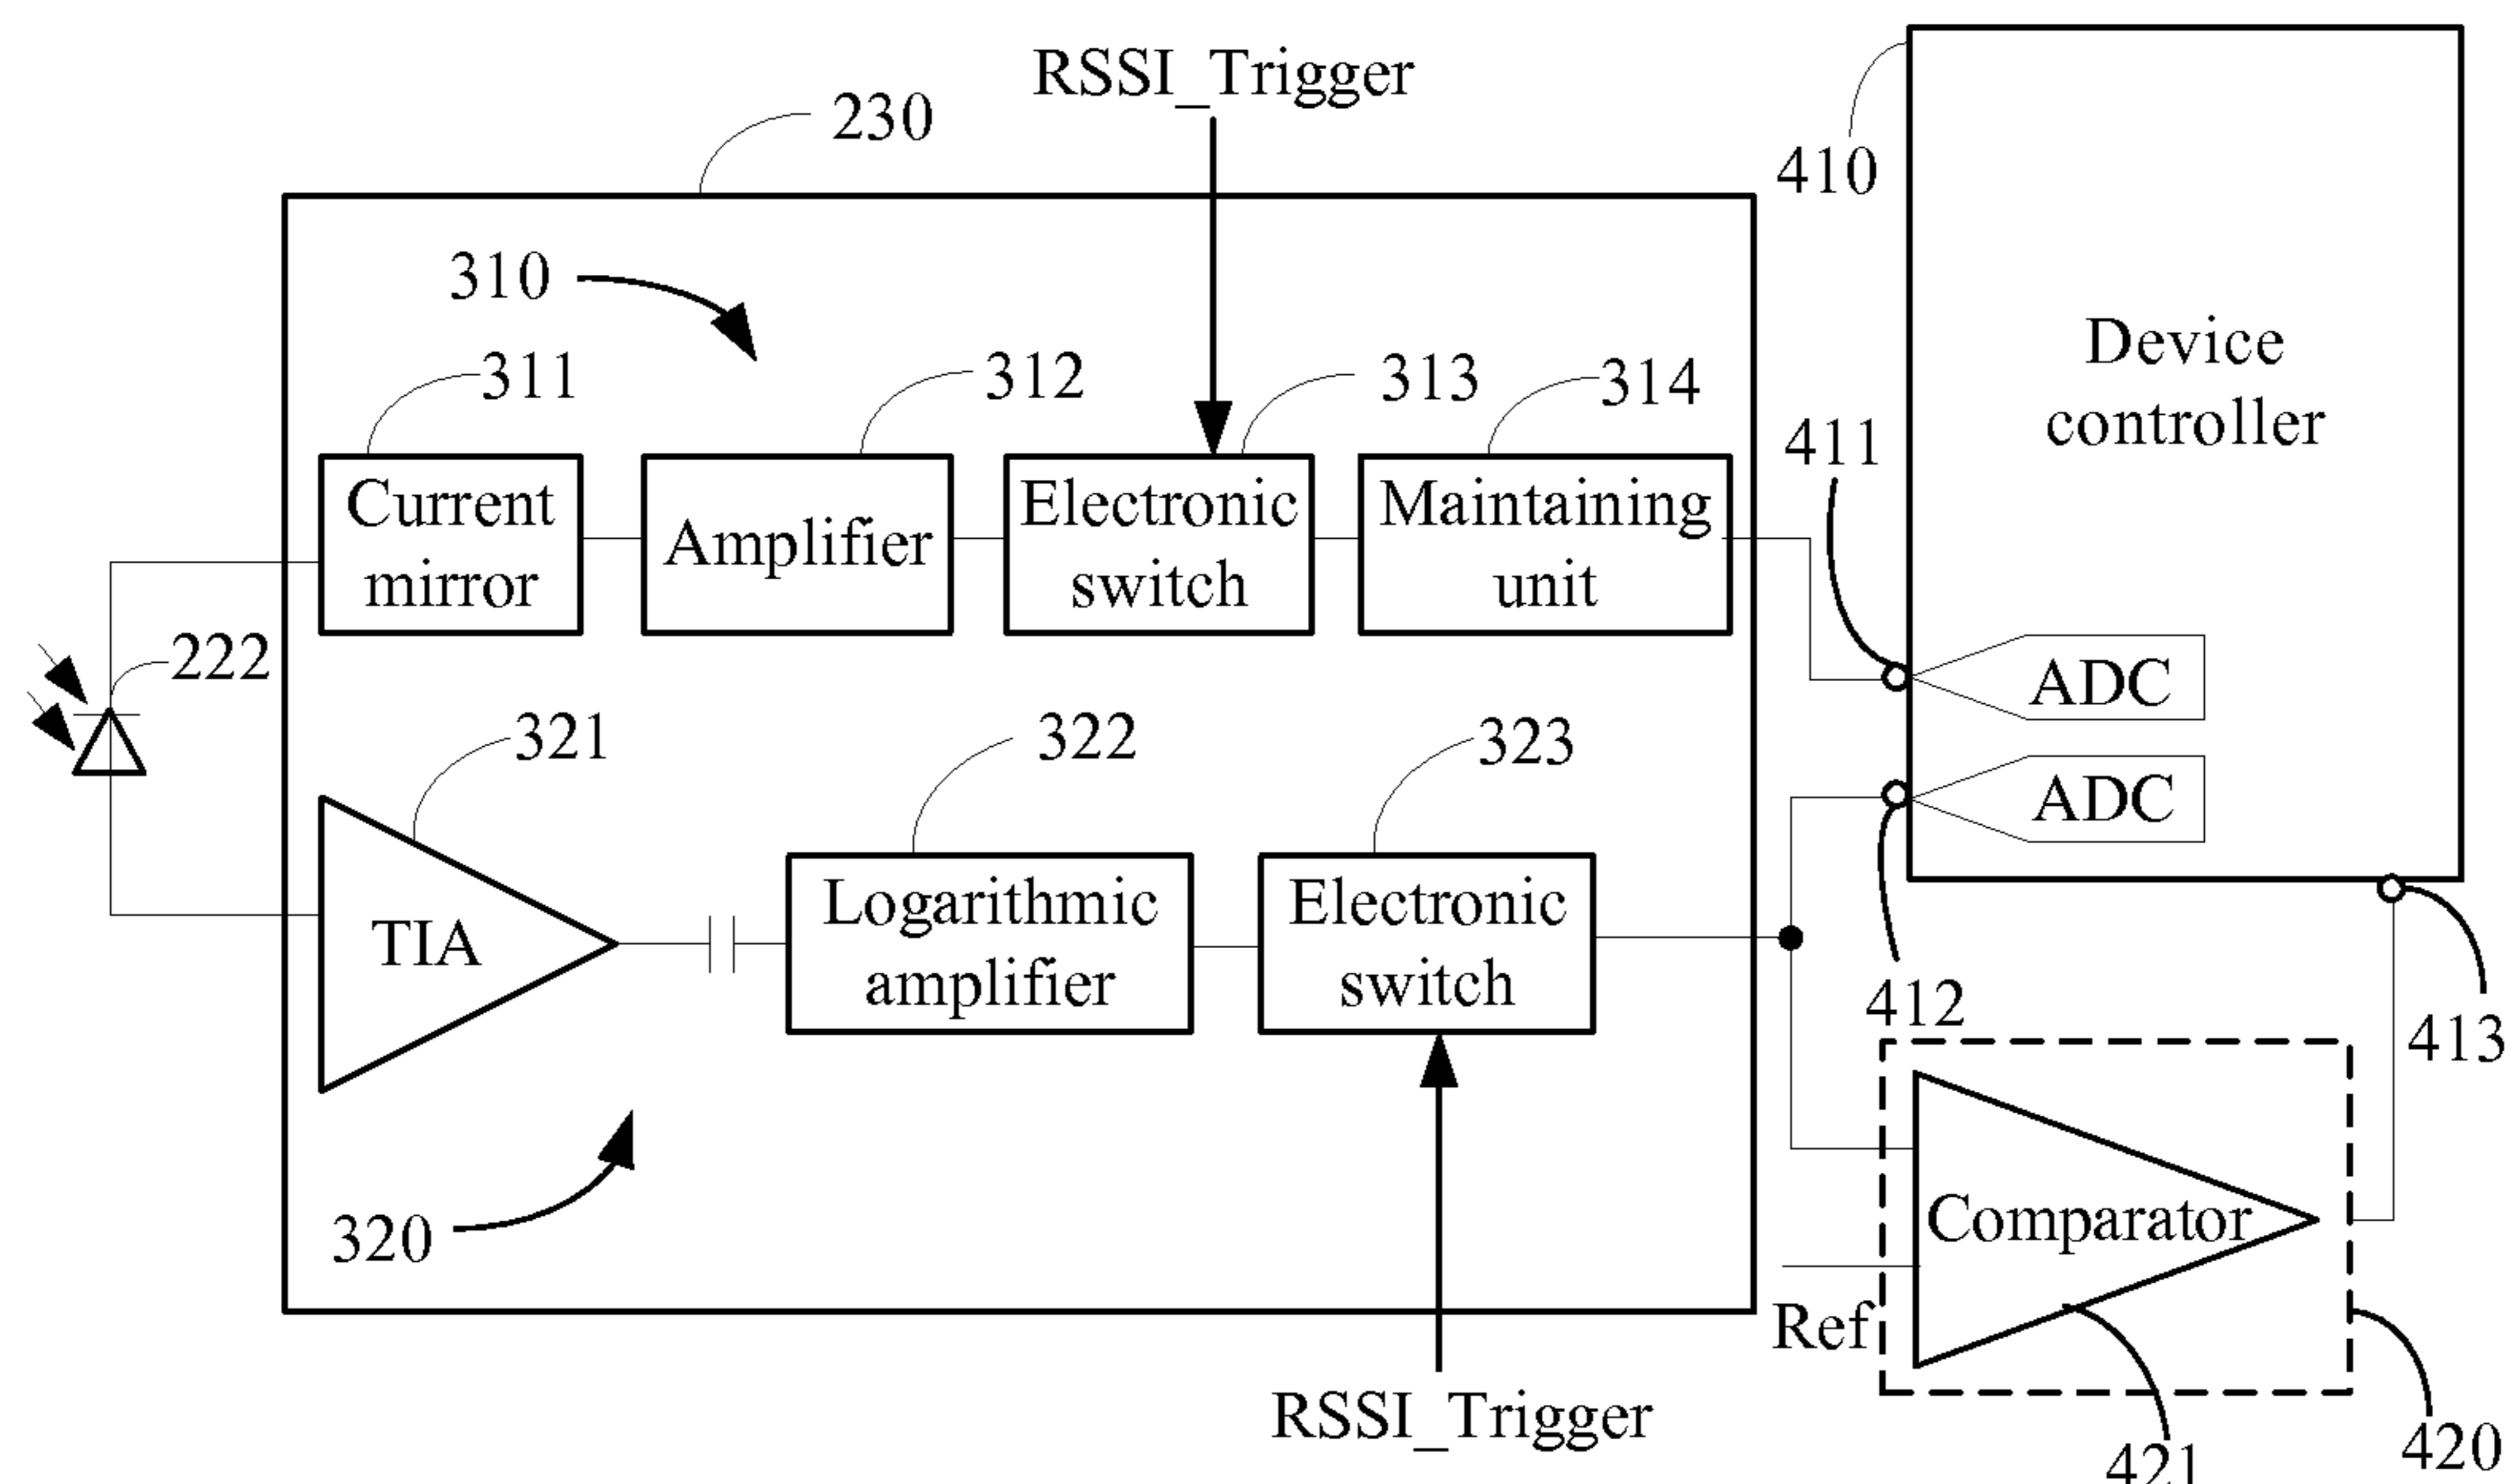 RSSI_Trigger
230
410
310
Device
controller
311
312
313
314
411
Current
mirror
Amplifier
Electronic
switch
Maintaining
unit
222
ADC
321
322
323
ADC
TIA
Logarithmic
amplifier
Electronic
switch
412
413
320
Comparator
Ref
RSSI_Trigger
421
420